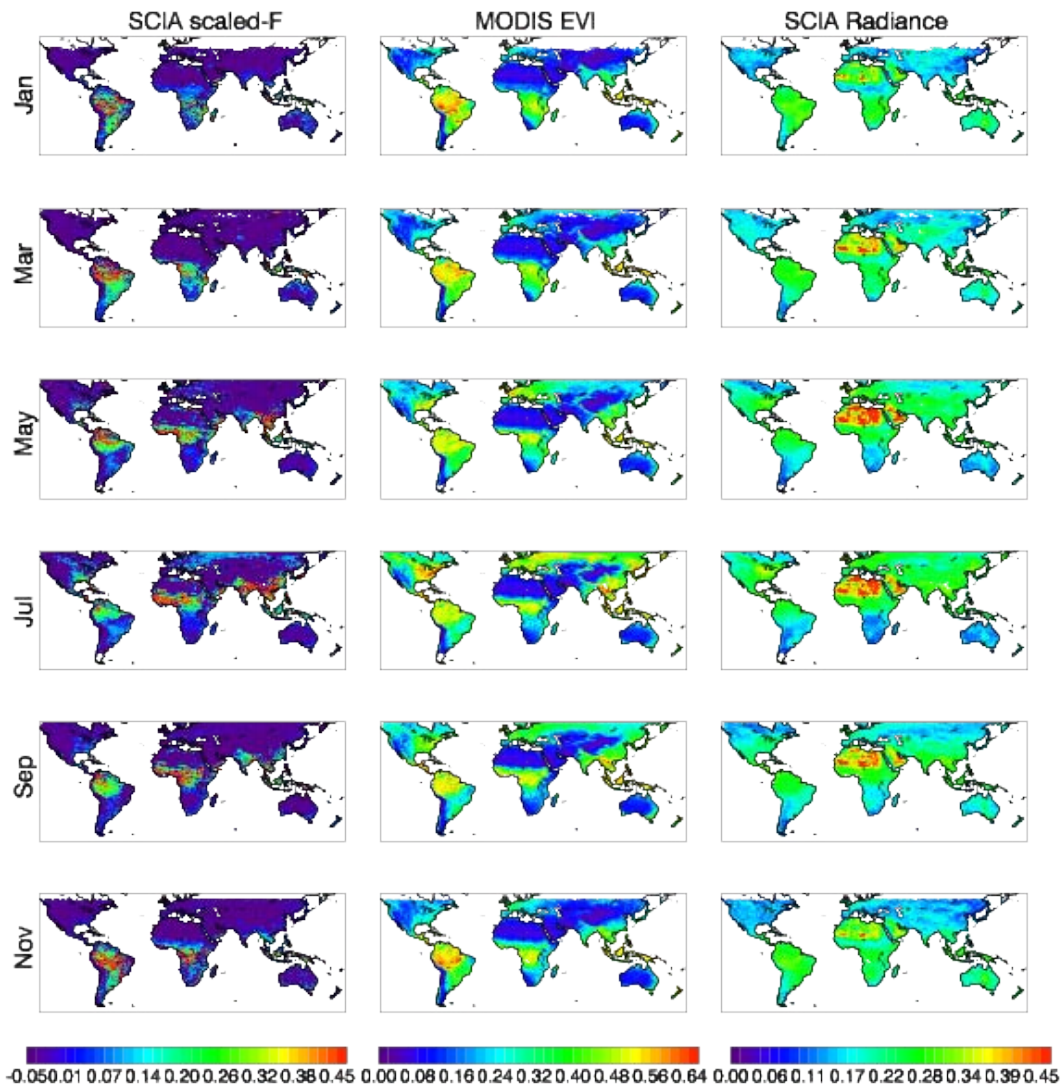 SCIA scaled-F MODIS EVI SCIA Radiance
Jan
Mar
May
Jul
Sep
Nov
-0.050.01 0.07 0.14 0.20 0.26 0.32 0.38 0.45 0.00 0.08 0.16 0.24 0.32 0.40 0.48 0.56 0.64 0.00 0.06 0.11 0.17 0.23 0.28 0.34 0.39 0.45